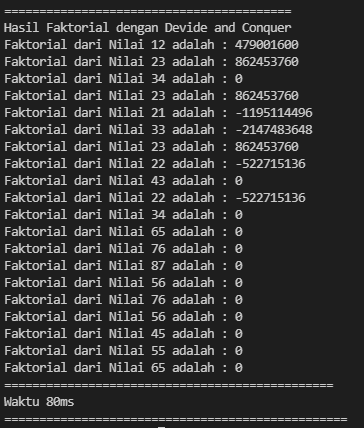 =========================================
Hasil Faktorial dengan Devide and Conquer
Faktorial dari Nilai 12 adalah : 479001600
Faktorial dari Nilai 23 adalah : 862453760
Faktorial dari Nilai 34 adalah : 0
Faktorial dari Nilai 23 adalah : 862453760
Faktorial dari Nilai 21 adalah : -1195114496
Faktorial dari Nilai 33 adalah : -2147483648
Faktorial dari Nilai 23 adalah : 862453760
Faktorial dari Nilai 22 adalah : -522715136
Faktorial dari Nilai 43 adalah : 0
Faktorial dari Nilai 22 adalah : -522715136
Faktorial dari Nilai 34 adalah : 0
Faktorial dari Nilai 65 adalah : 0
Faktorial dari Nilai 76 adalah : 0
Faktorial dari Nilai 87 adalah : 0
Faktorial dari Nilai 56 adalah : 0
Faktorial dari Nilai 76 adalah : 0
Faktorial dari Nilai 56 adalah : 0
Faktorial dari Nilai 45 adalah : 0
Faktorial dari Nilai 55 adalah : 0
Faktorial dari Nilai 65 adalah : 0
===============================================
Waktu 80ms
=================================================